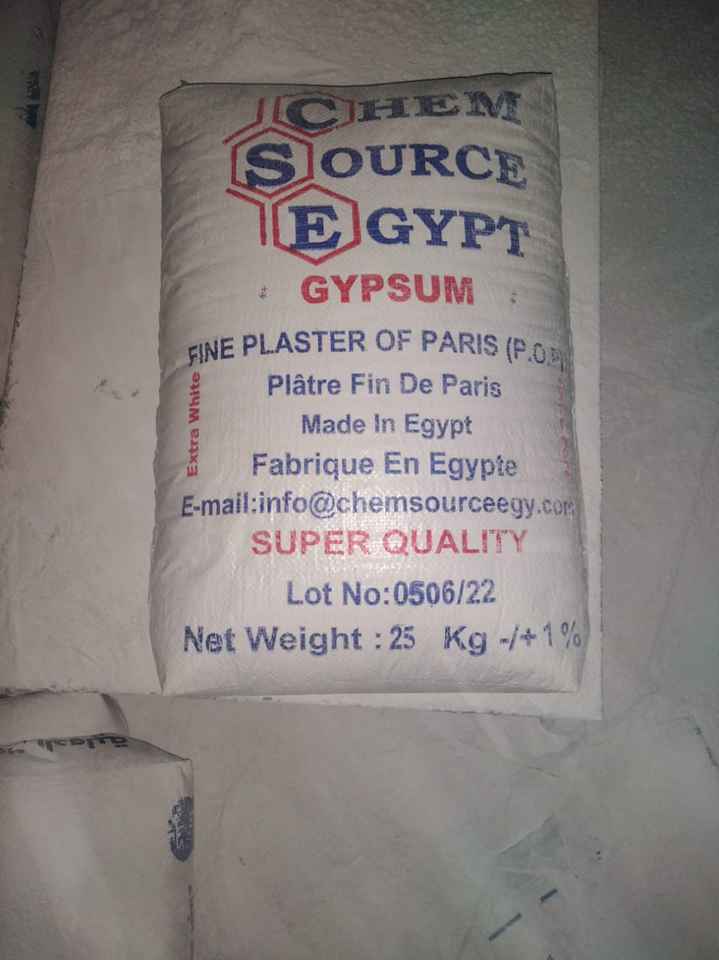 CHEM
SOURCE
EGYPT
GYPSUM
FINE PLASTER OF PARIS (P.O.P)
Plâtre Fin De Paris
Extra White
Made In Egypt
Fabrique En Egypte
E-mail:info@chemsourceegy.com
SUPER QUALITY
Lot No:0506/22
Net Weight : 25 Kg -/+ 1%